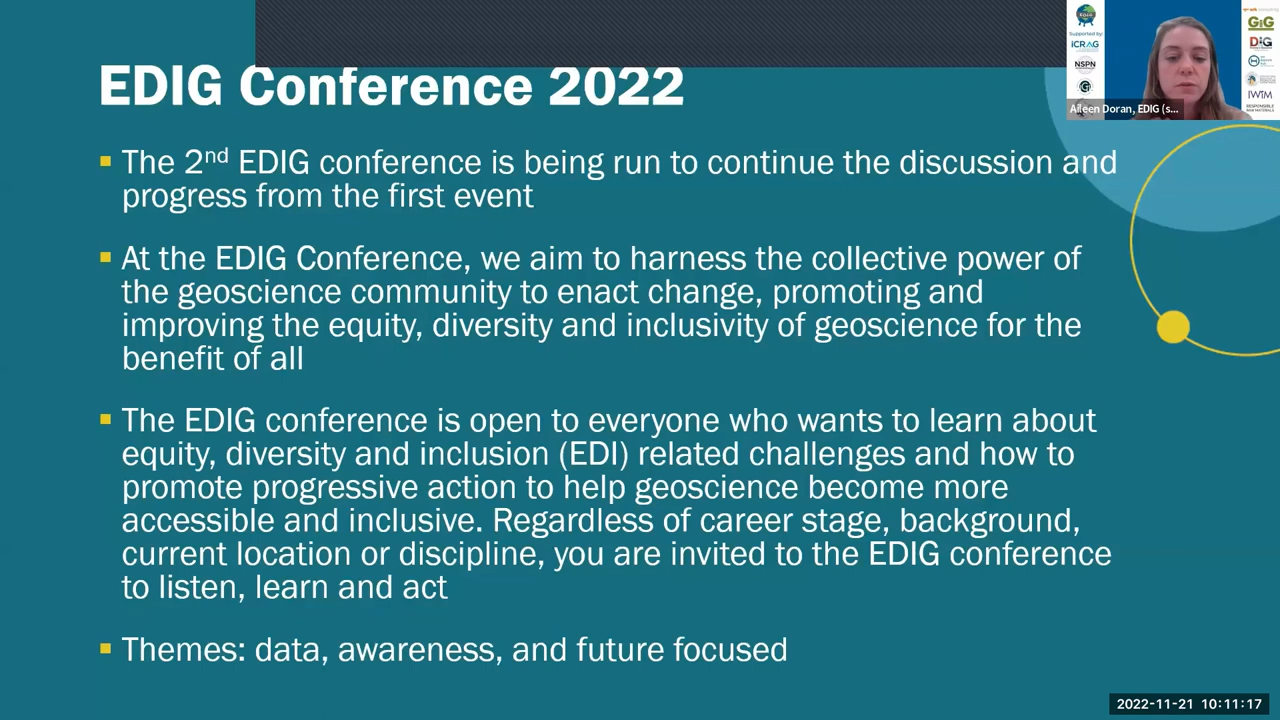 EDIG Conference 2022
The 2nd EDIG conference is being run to continue the discussion and
progress from the first event
At the EDIG Conference, we aim to harness the collective power of
the geoscience community to enact change, promoting and
improving the equity, diversity and inclusivity of geoscience for the
benefit of all
The EDIG conference is open to everyone who wants to learn about
equity, diversity and inclusion (EDI) related challenges and how to
promote progressive action to help geoscience become more
accessible and inclusive. Regardless of career stage, background,
current location or discipline, you are invited to the EDIG conference
to listen, learn and act
Themes: data, awareness, and future focused
Supported by:
iCRAG
NSPN
GiG
DiG
IWiM
RESPONSIBLE
RAW MATERIALS
Aileen Doran, EDIG (s...
2022-11-21 10:11:17